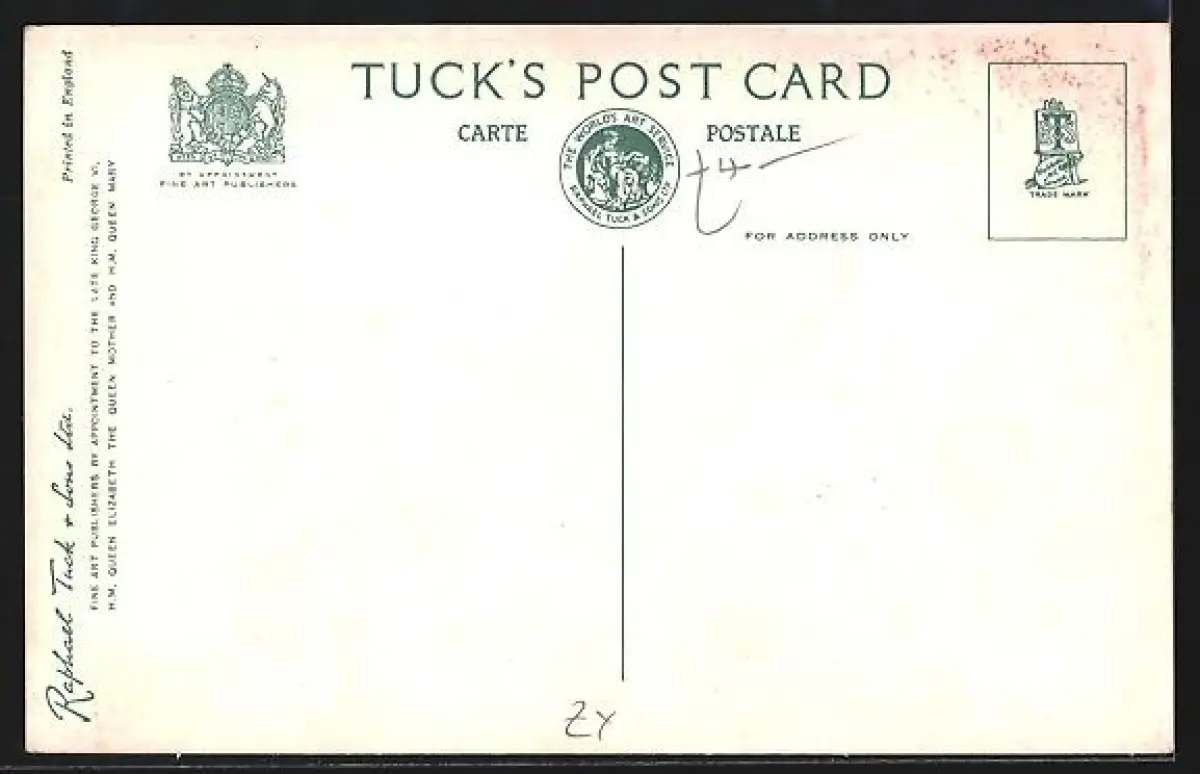 TUCK'S POST CARD
CARTE POSTALE
BY APPOINTMENT
FINE ART PUBLISHERS
THE WORLD'S ART SERVICE
RAPHAEL TUCK & SONS LTD
FOR ADDRESS ONLY
TRADE MARK
Printed in England
Raphael Tuck & Sons Ltd.
FINE ART PUBLISHERS BY APPOINTMENT TO THE LATE KING GEORGE VI,
H.M. QUEEN ELIZABETH THE QUEEN MOTHER AND H.M. QUEEN MARY
ZY